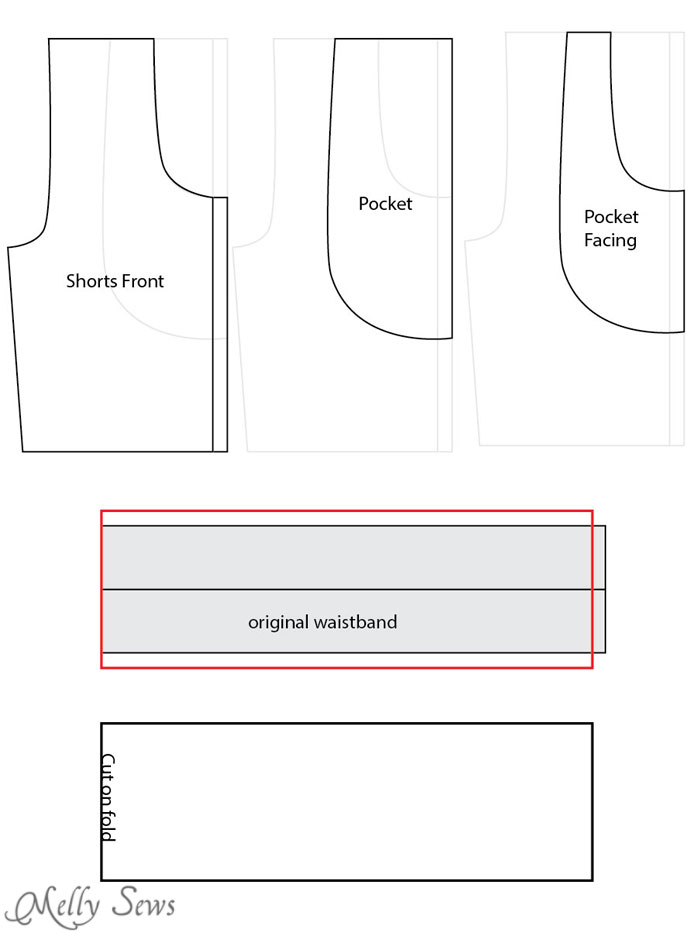 Shorts Front
Pocket
Pocket
Facing
original waistband
Cut on fold
Melly Sews